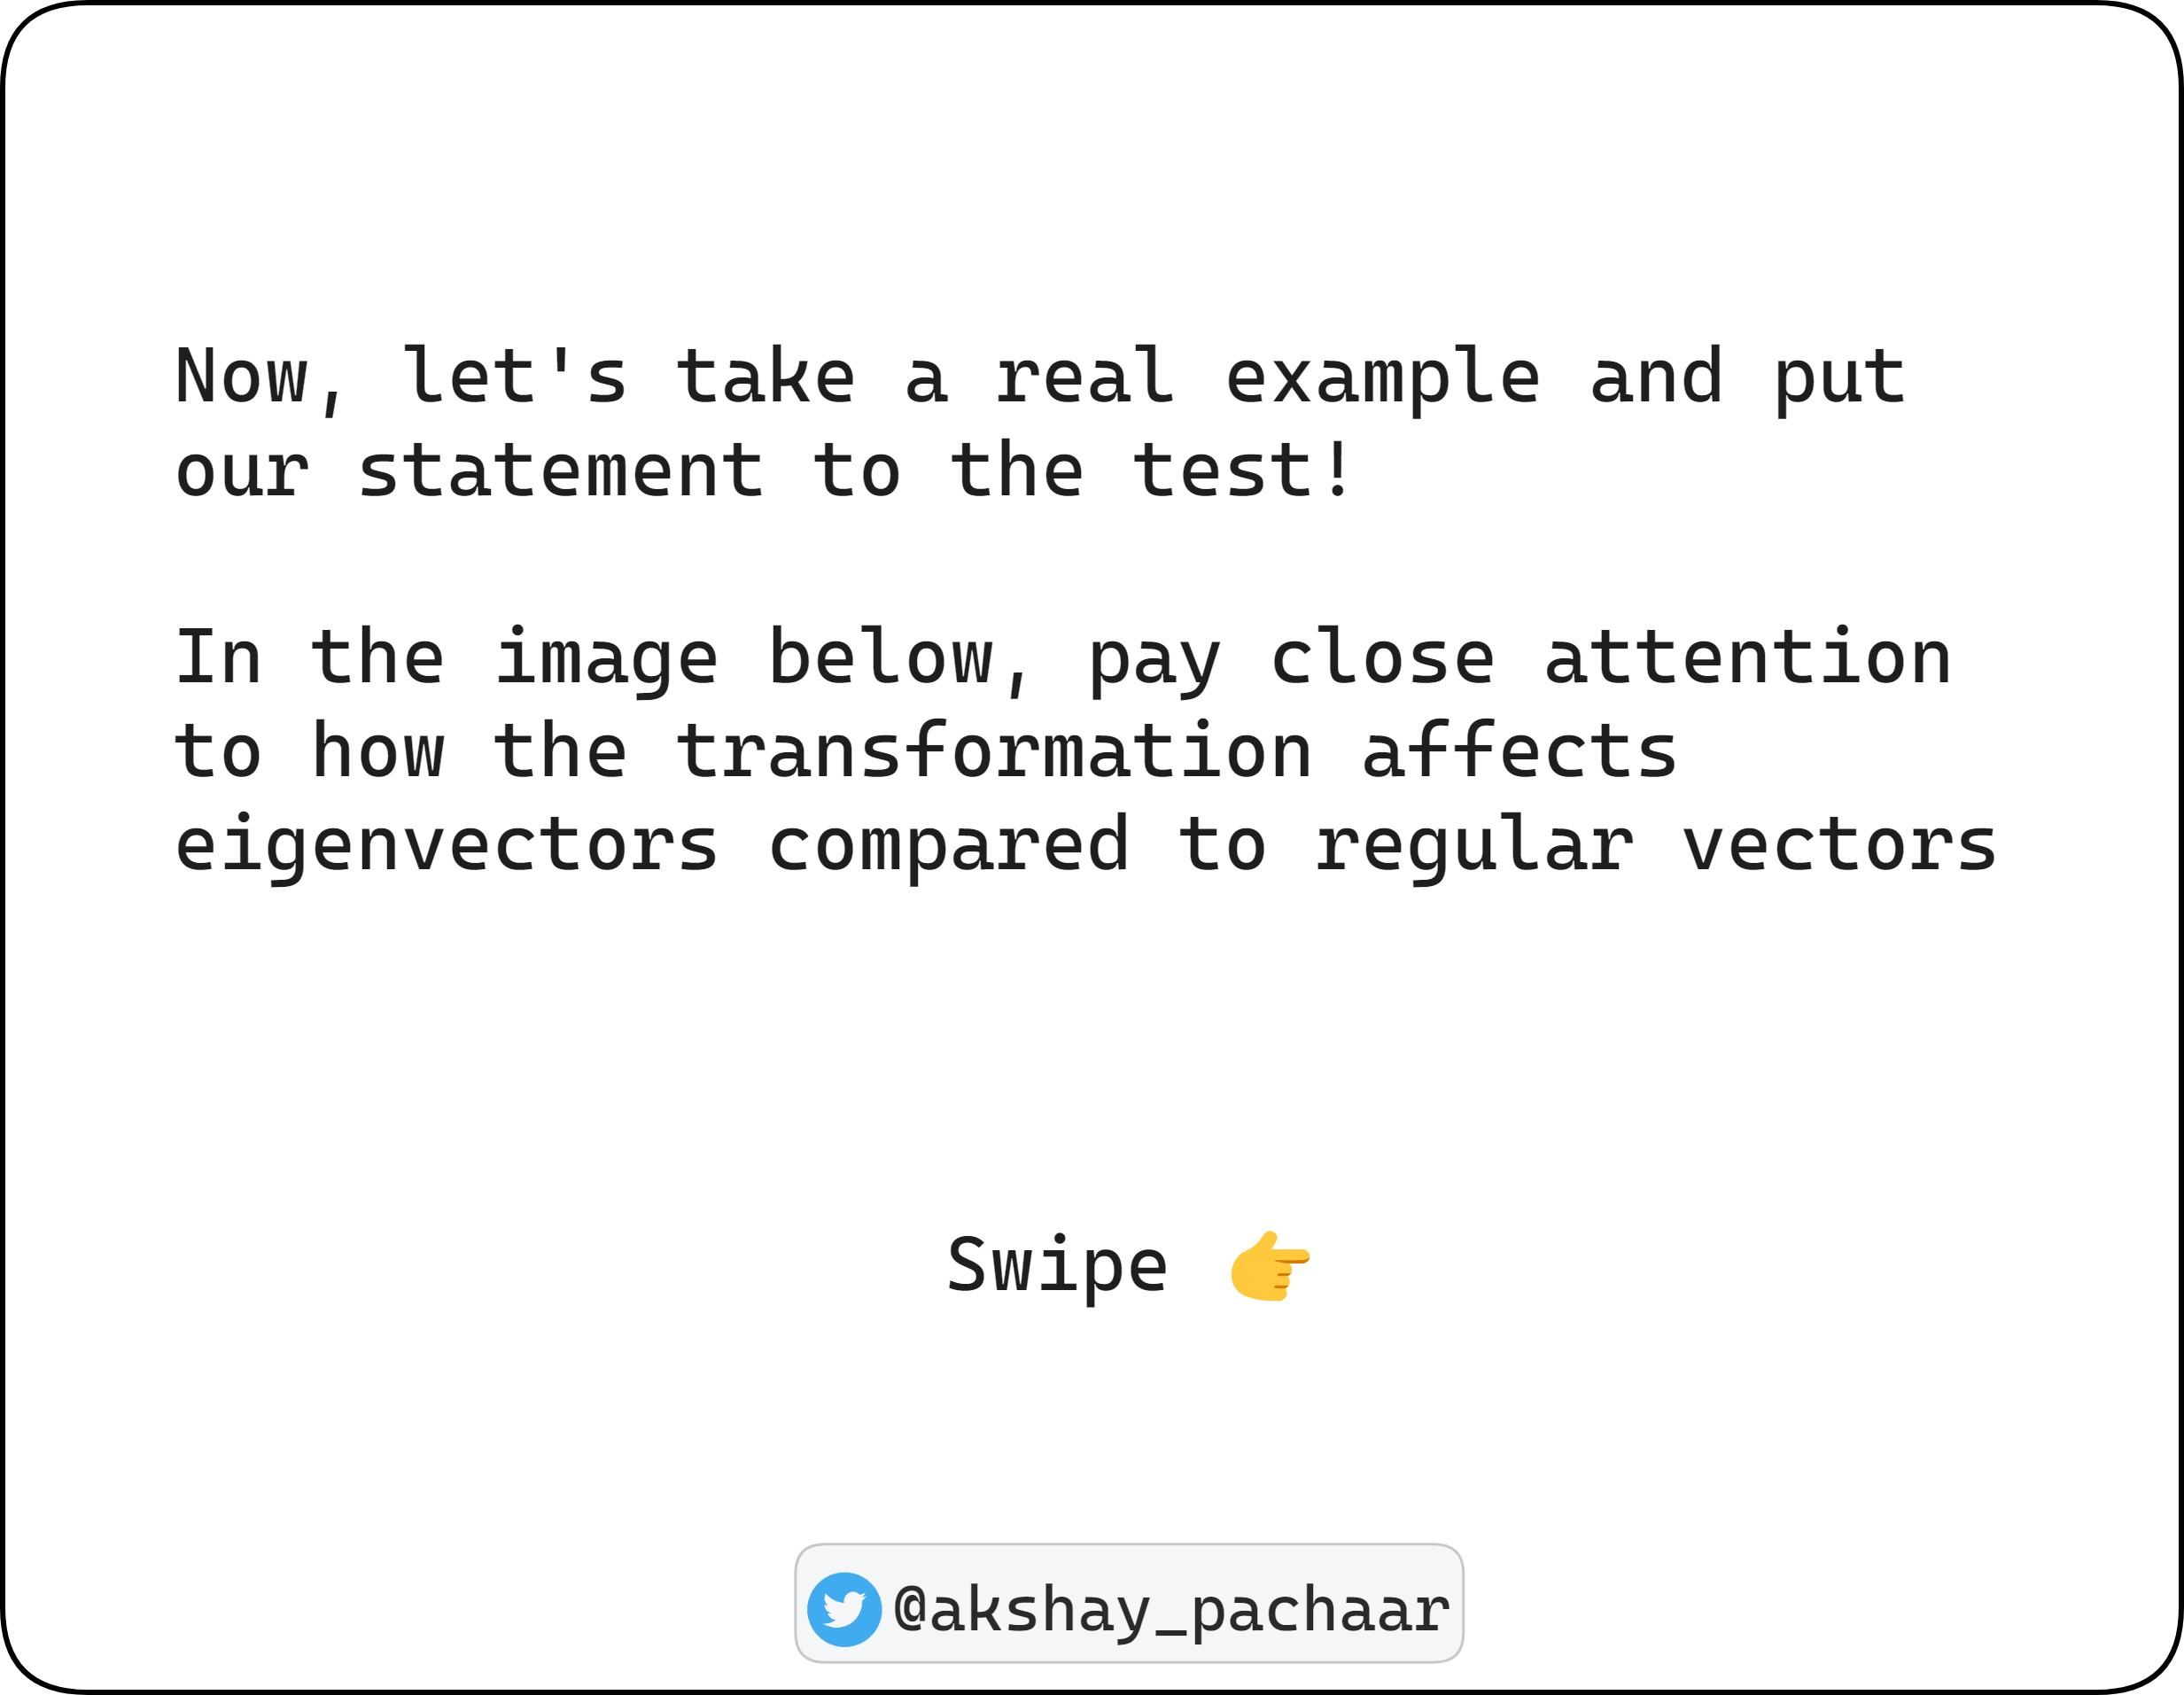 Now, let's take a real example and put
our statement to the test!
In the image below, pay close attention
to how the transformation affects
eigenvectors compared to regular vectors
Swipe 👉
@akshay_pachaar